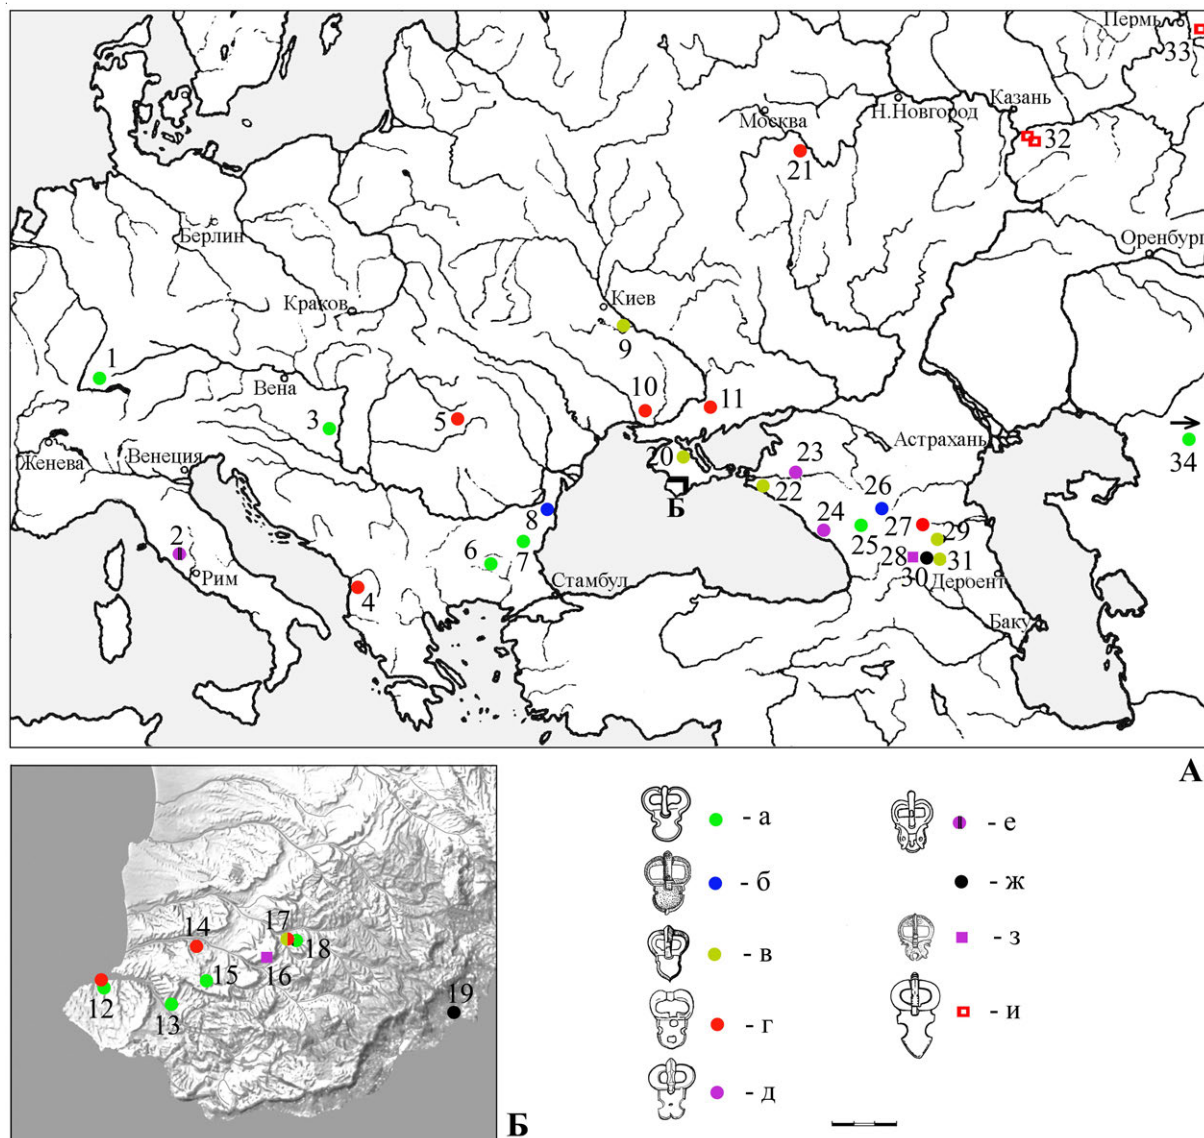 Пермь
33
Казань
Н.Новгород
Москва
32
21
Оренбург
Берлин
Киев
Краков
9
1
Вена
10
11
5
3
Астрахань
34
Женева
Венеция
20
23
22
26
Б
8
24
25
27
29
2
6
7
28
31
Рим
30
Дероент
4
Стамбул
Баку
А
17
14
18
15
16
12
13
19
Б
- а
- б
- в
- г
- д
- е
- ж
- з
- и